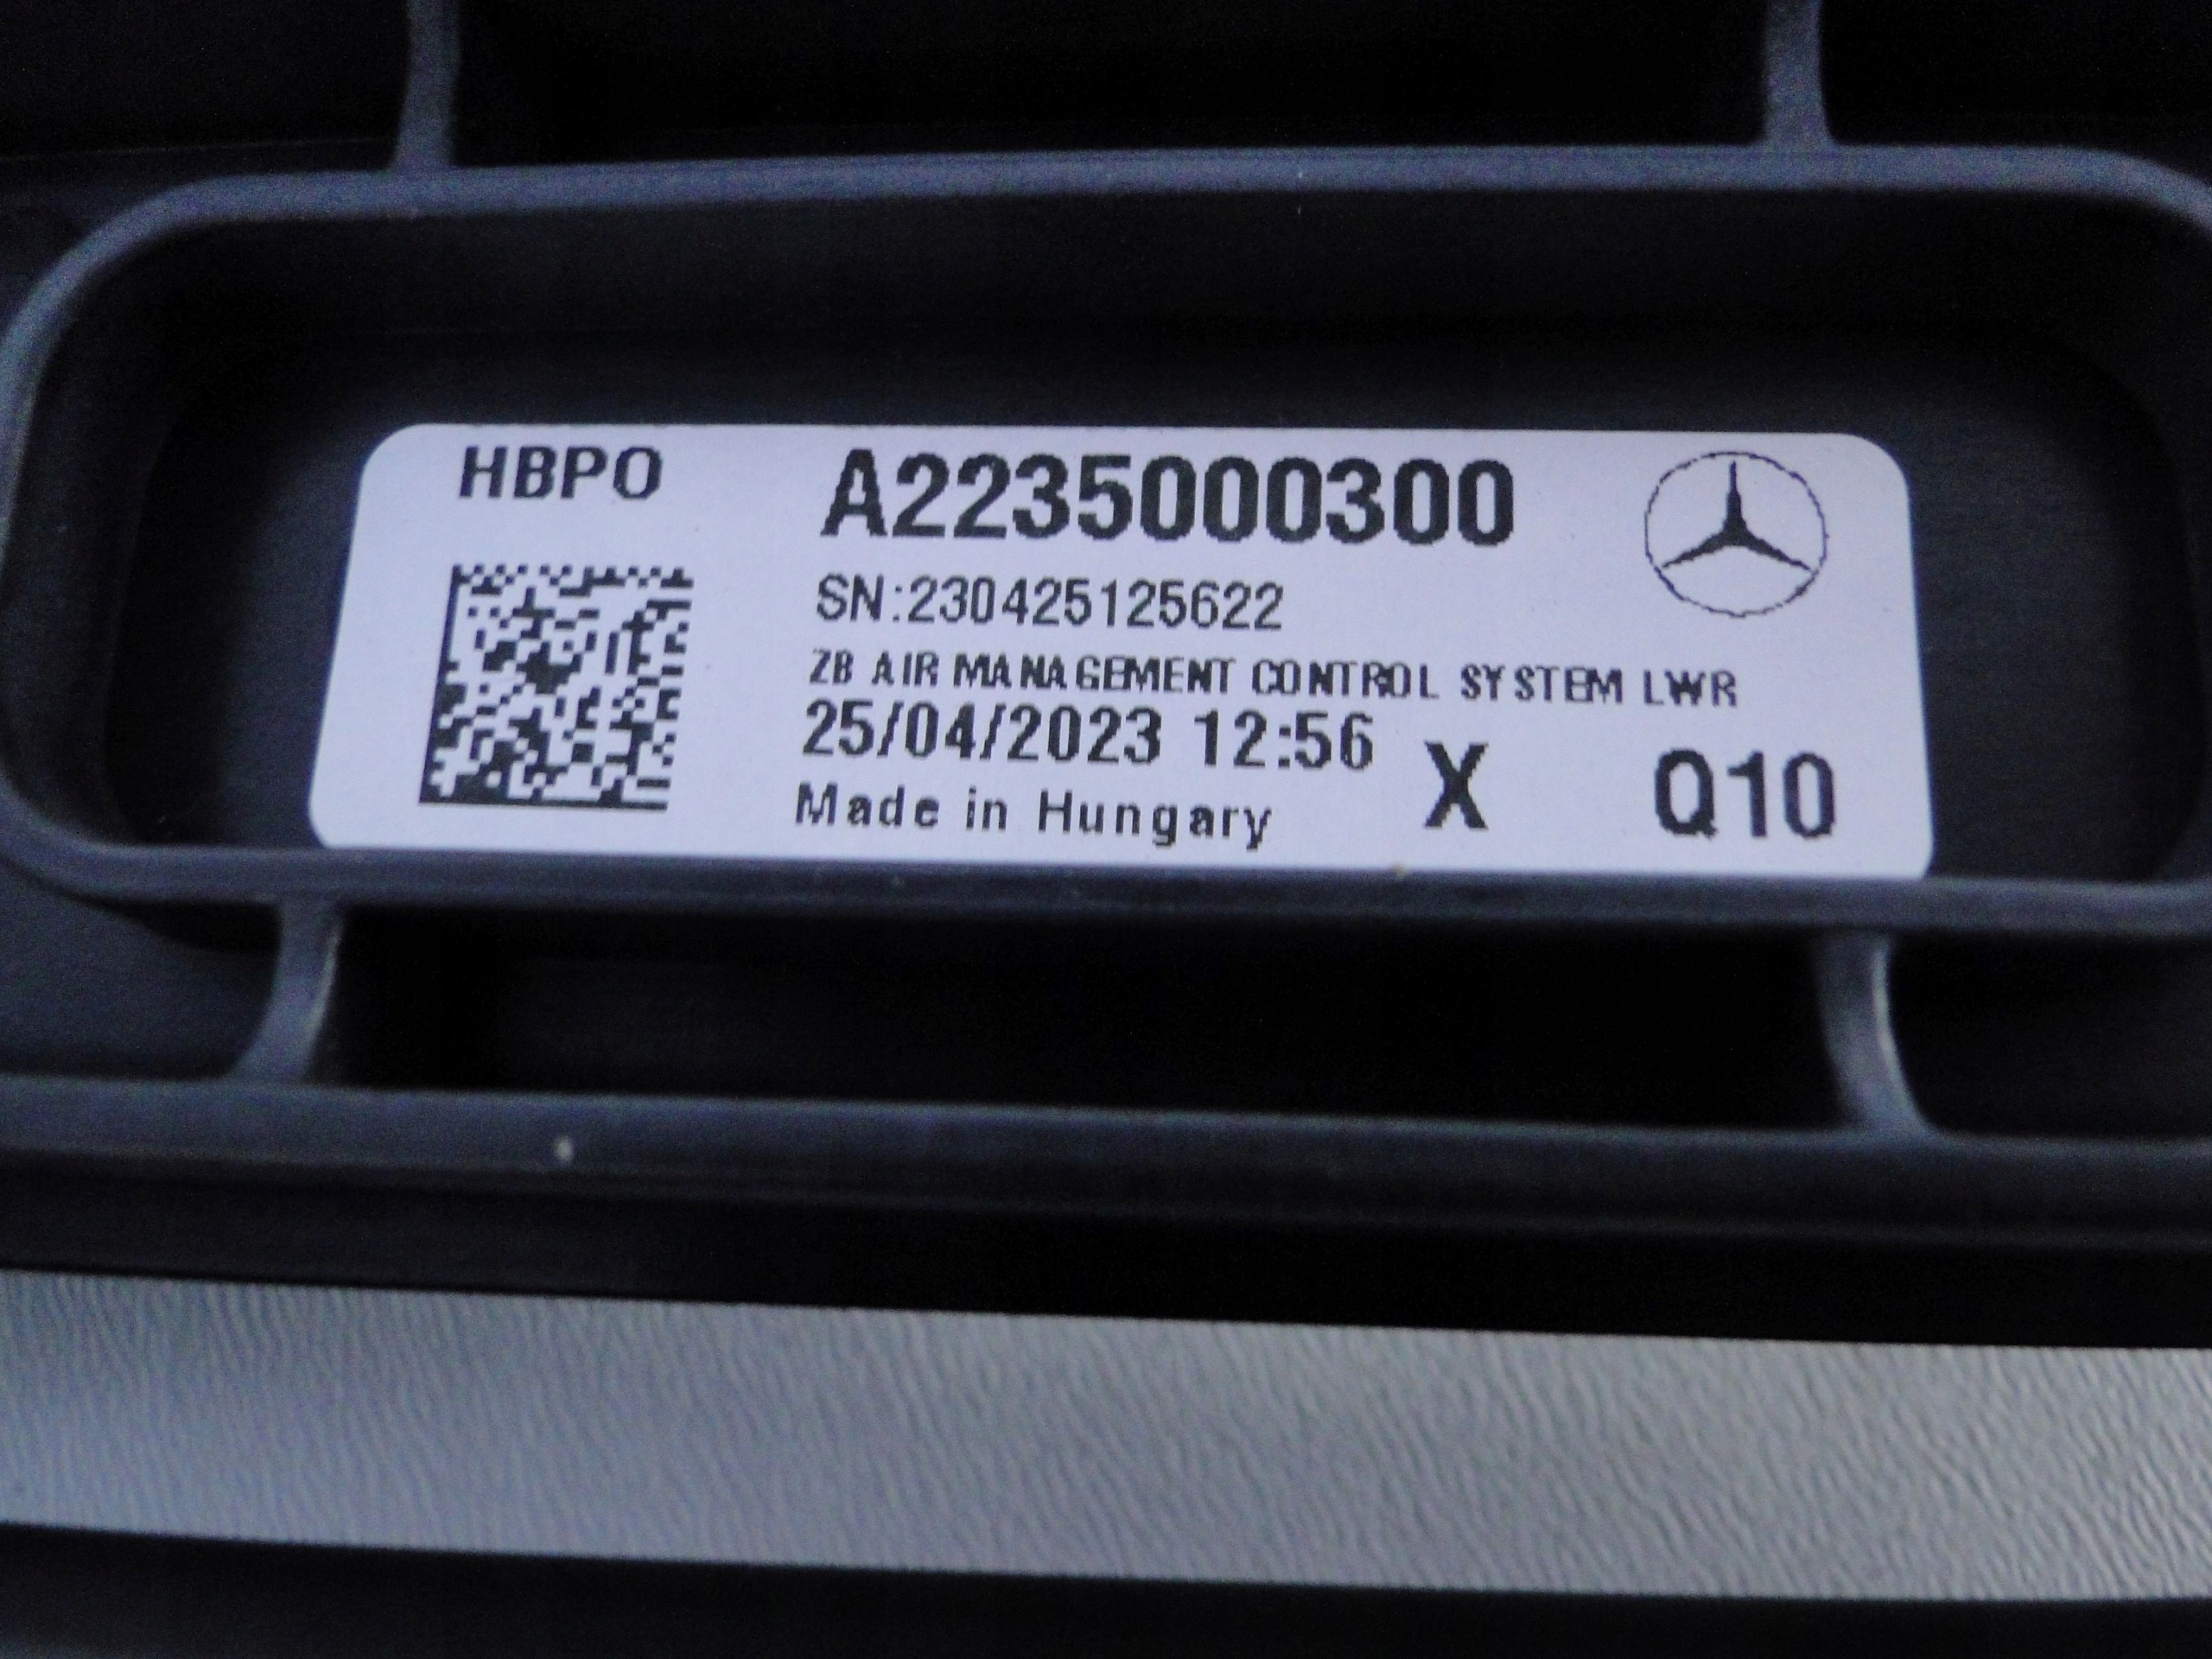 HBPO
A2235000300
SN:230425125622
ZB AIR MANAGEMENT CONTROL SYSTEM LWR
25/04/2023 12:56
Made in Hungary
X
Q10